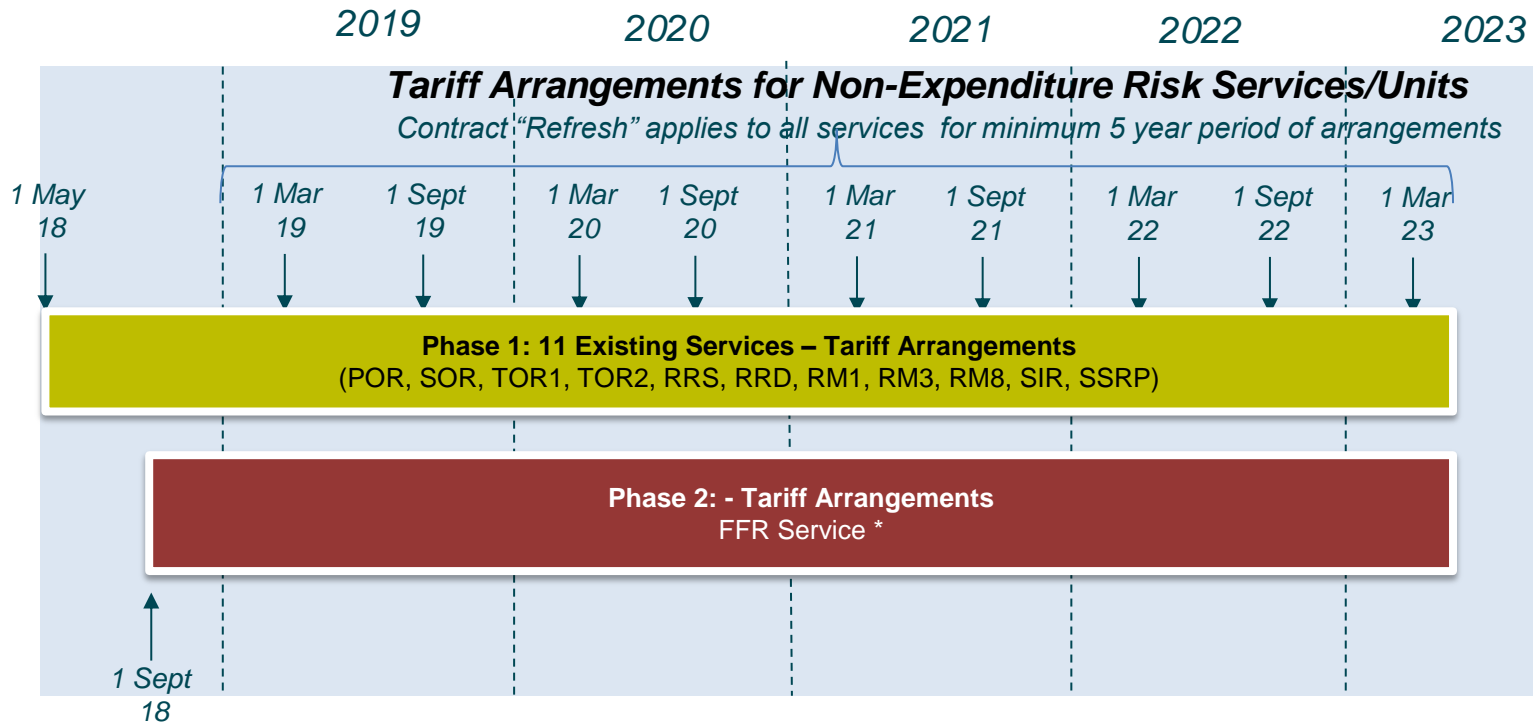 2019 2020 2021 2022 2023
Tariff Arrangements for Non-Expenditure Risk Services/Units
Contract “Refresh” applies to all services for minimum 5 year period of arrangements
1 May
18
1 Mar
19
1 Sept
19
1 Mar
20
1 Sept
20
1 Mar
21
1 Sept
21
1 Mar
22
1 Sept
22
1 Mar
23
Phase 1: 11 Existing Services – Tariff Arrangements
(POR, SOR, TOR1, TOR2, RRS, RRD, RM1, RM3, RM8, SIR, SSRP)
Phase 2: - Tariff Arrangements
FFR Service *
1 Sept
18